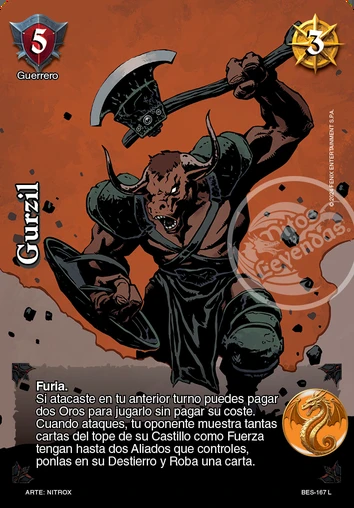 5
3
Guerrero
Gurzil
Mitos y
Leyendas
Furia.
Si atacaste en tu anterior turno puedes pagar
dos Oros para jugarlo sin pagar su coste.
Cuando ataques, tu oponente muestra tantas
cartas del tope de su Castillo como Fuerza
tengan hasta dos Aliados que controles,
ponlas en su Destierro y Roba una carta.
ARTE: NITROX
BES-167 L